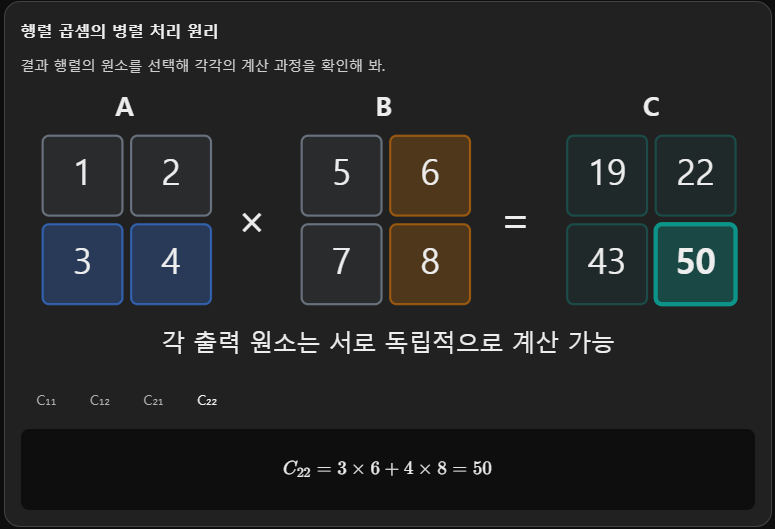 행렬 곱셈의 병렬 처리 원리
결과 행렬의 원소를 선택해 각각의 계산 과정을 확인해 봐.
A B C
1 2 5 6 19 22
× =
3 4 7 8 43 50
각 출력 원소는 서로 독립적으로 계산 가능
C₁₁ C₁₂ C₂₁ C₂₂
C₂₂ = 3 × 6 + 4 × 8 = 50